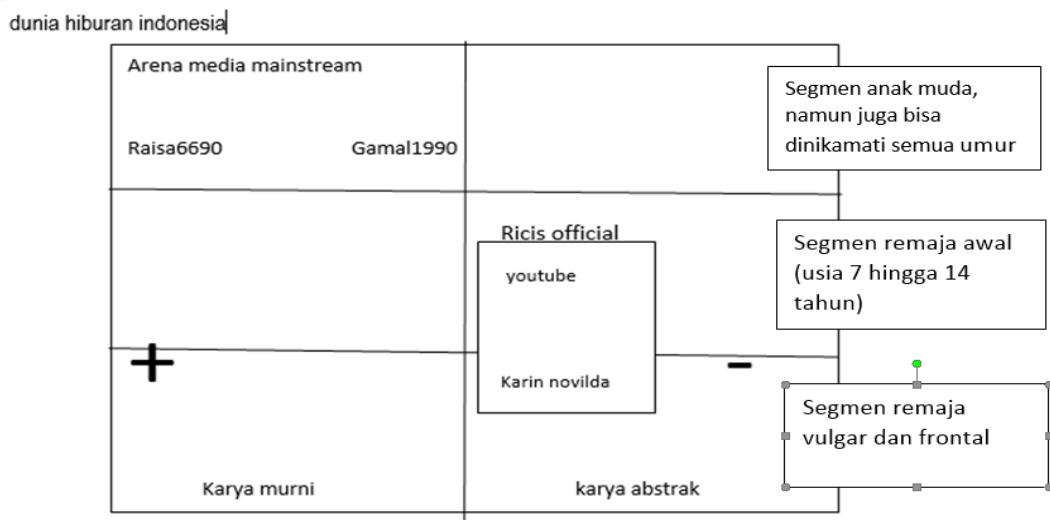 dunia hiburan indonesia
Arena media mainstream
Raisa6690
Gamal1990
Segmen anak muda,
namun juga bisa
dinikamati semua umur
Ricis official
youtube
Karin novilda
Segmen remaja awal
(usia 7 hingga 14
tahun)
+
-
Segmen remaja
vulgar dan frontal
Karya murni
karya abstrak